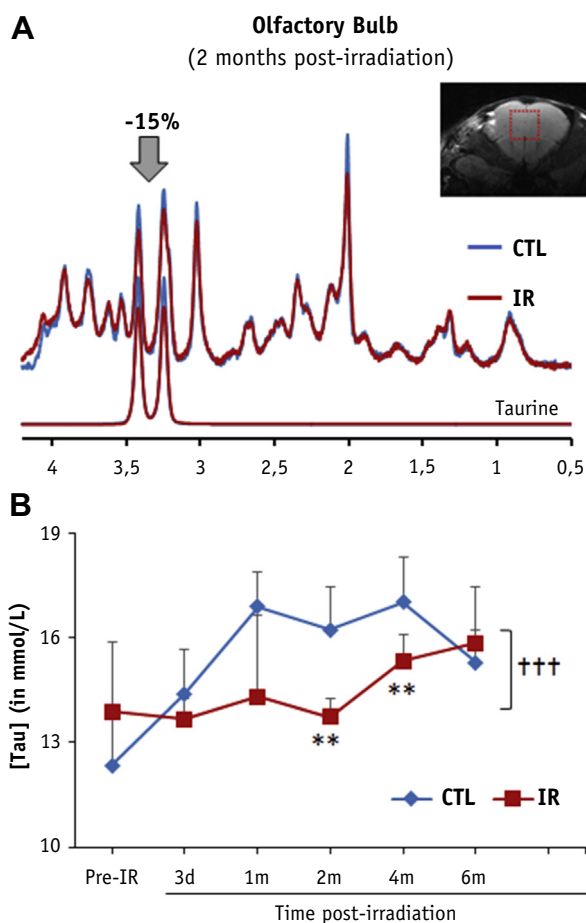 A
Olfactory Bulb
(2 months post-irradiation)
-15%
CTL
IR
Taurine
4 3,5 3 2,5 2 1,5 1 0,5
B
19
16
13
10
[Tau] (in mmol/L)
†††
**
**
CTL IR
Pre-IR 3d 1m 2m 4m 6m
Time post-irradiation